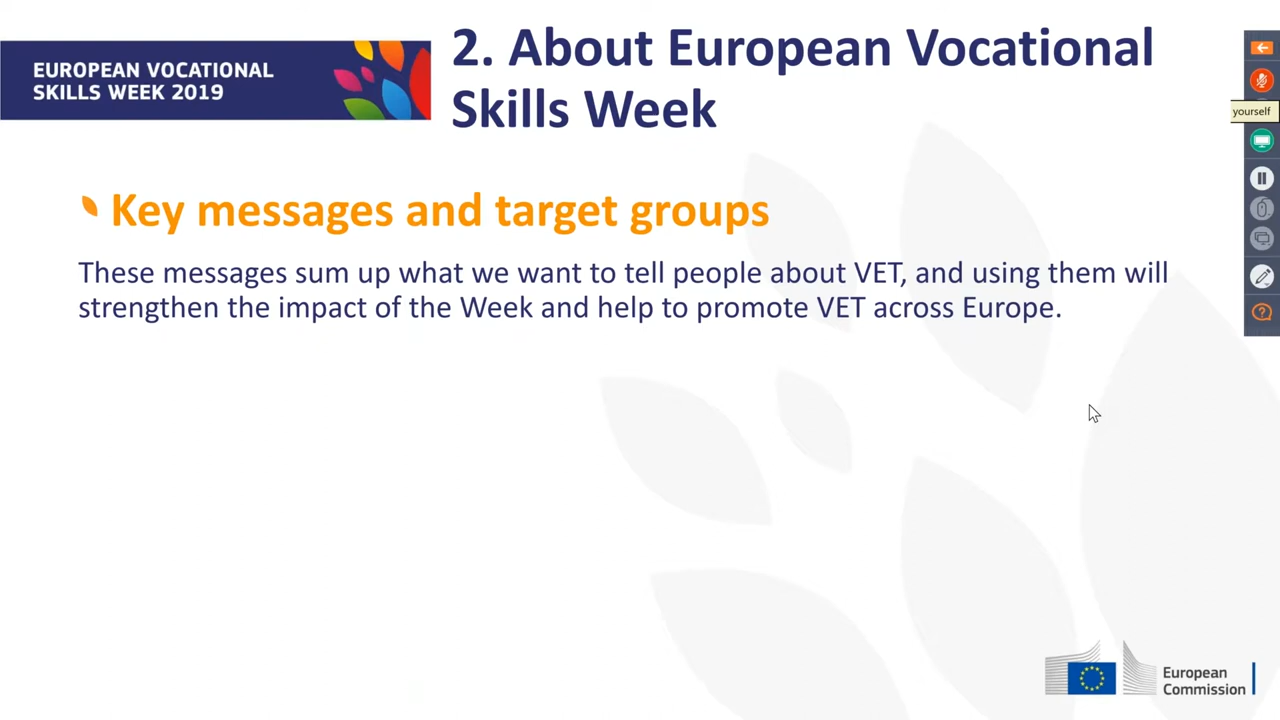 EUROPEAN VOCATIONAL
SKILLS WEEK 2019
2. About European Vocational
Skills Week
yourself
Key messages and target groups
These messages sum up what we want to tell people about VET, and using them will
strengthen the impact of the Week and help to promote VET across Europe.
European
Commission